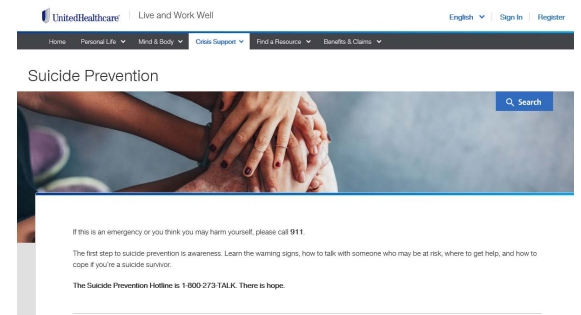 UnitedHealthcare Live and Work Well English Sign In Register
Home Personal Life Mind & Body Crisis Support Find a Resource Benefits & Claims
Suicide Prevention
Search
If this is an emergency or you think you may harm yourself, please call 911.
The first step to suicide prevention is awareness. Learn the warning signs, how to talk with someone who may be at risk, where to get help, and how to
cope if you're a suicide survivor.
The Suicide Prevention Hotline is 1-800-273-TALK. There is hope.